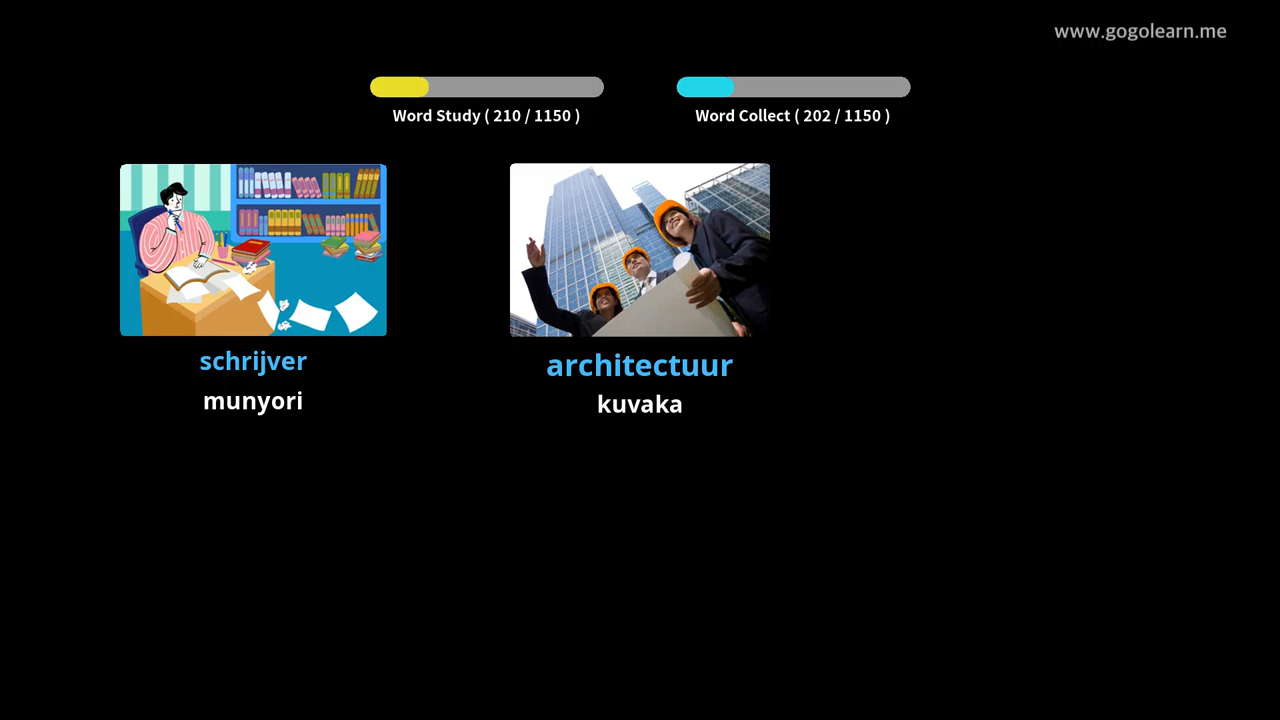 www.gogolearn.me
Word Study ( 210 / 1150 )
Word Collect ( 202 / 1150 )
schrijver
munyori
architectuur
kuvaka